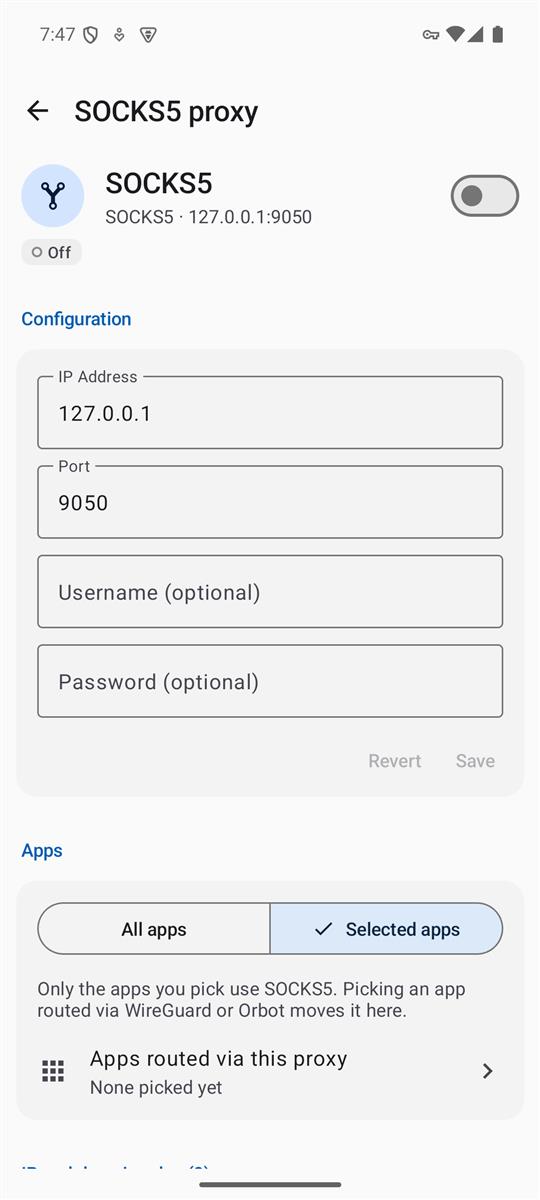 7:47
SOCKS5 proxy
SOCKS5
SOCKS5 · 127.0.0.1:9050
Off
Configuration
IP Address
127.0.0.1
Port
9050
Username (optional)
Password (optional)
Revert Save
Apps
All apps Selected apps
Only the apps you pick use SOCKS5. Picking an app
routed via WireGuard or Orbot moves it here.
Apps routed via this proxy
None picked yet